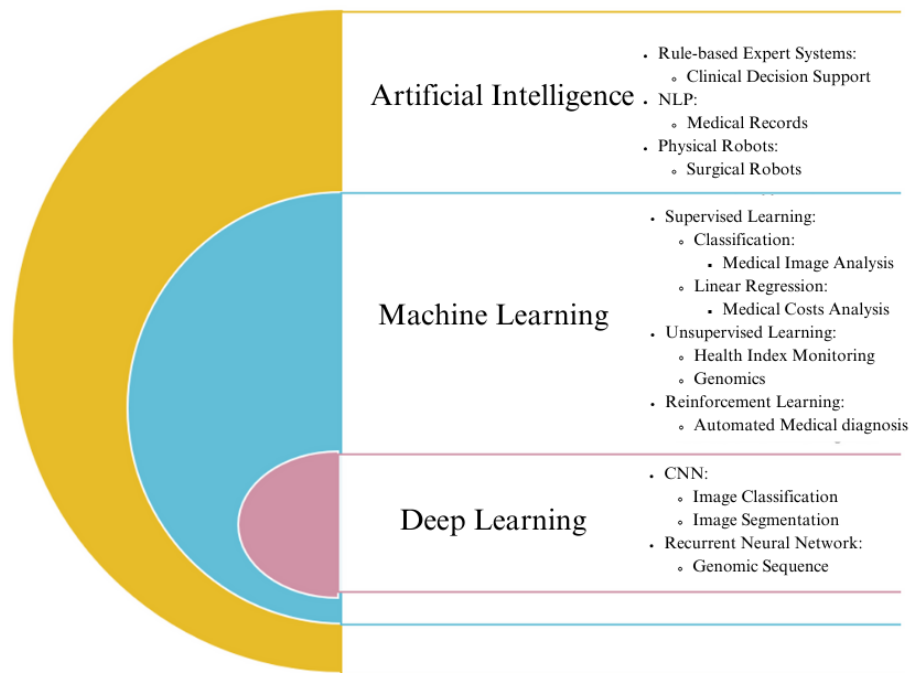 Artificial Intelligence
• Rule-based Expert Systems:
◦ Clinical Decision Support
• NLP:
◦ Medical Records
• Physical Robots:
◦ Surgical Robots
Machine Learning
• Supervised Learning:
◦ Classification:
▪ Medical Image Analysis
◦ Linear Regression:
▪ Medical Costs Analysis
• Unsupervised Learning:
◦ Health Index Monitoring
◦ Genomics
• Reinforcement Learning:
◦ Automated Medical diagnosis
Deep Learning
• CNN:
◦ Image Classification
◦ Image Segmentation
• Recurrent Neural Network:
◦ Genomic Sequence